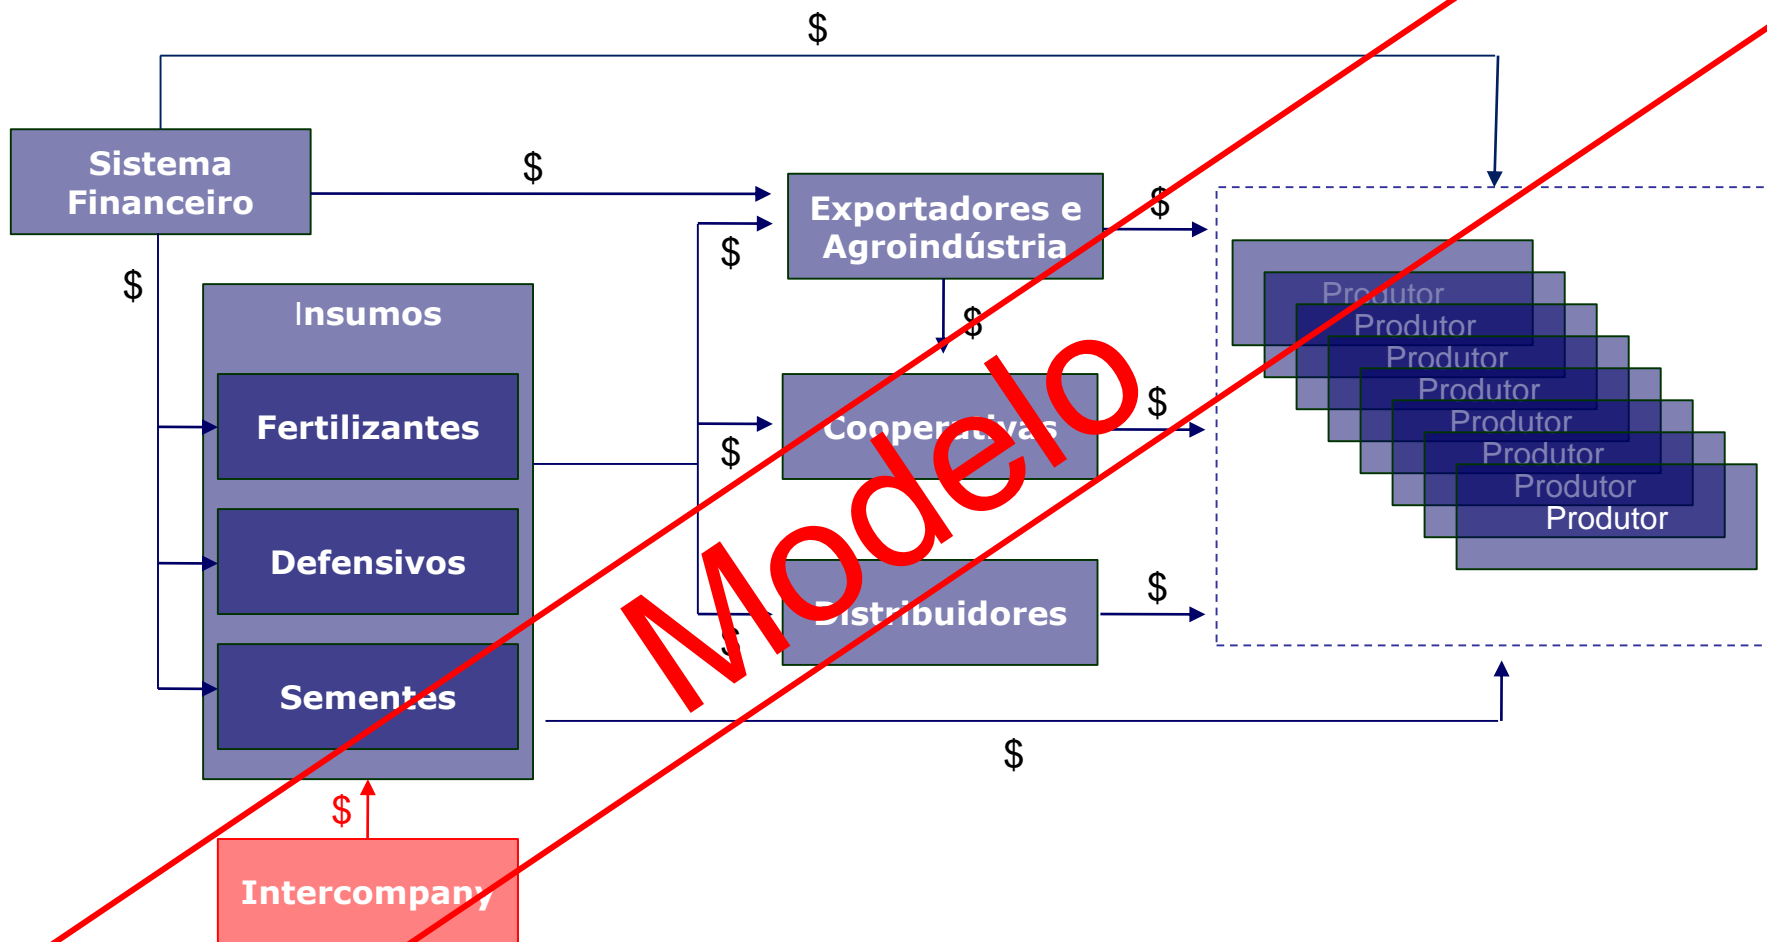 $
Sistema
Financeiro
$
Exportadores e
Agroindústria
$
$
$
Insumos
$
Produtor
Produtor
Produtor
Produtor
Produtor
Produtor
Produtor
Produtor
Fertilizantes
$
Cooperativas
$
Modelo
Defensivos
$
Distribuidores
$
Sementes
$
$
Intercompany